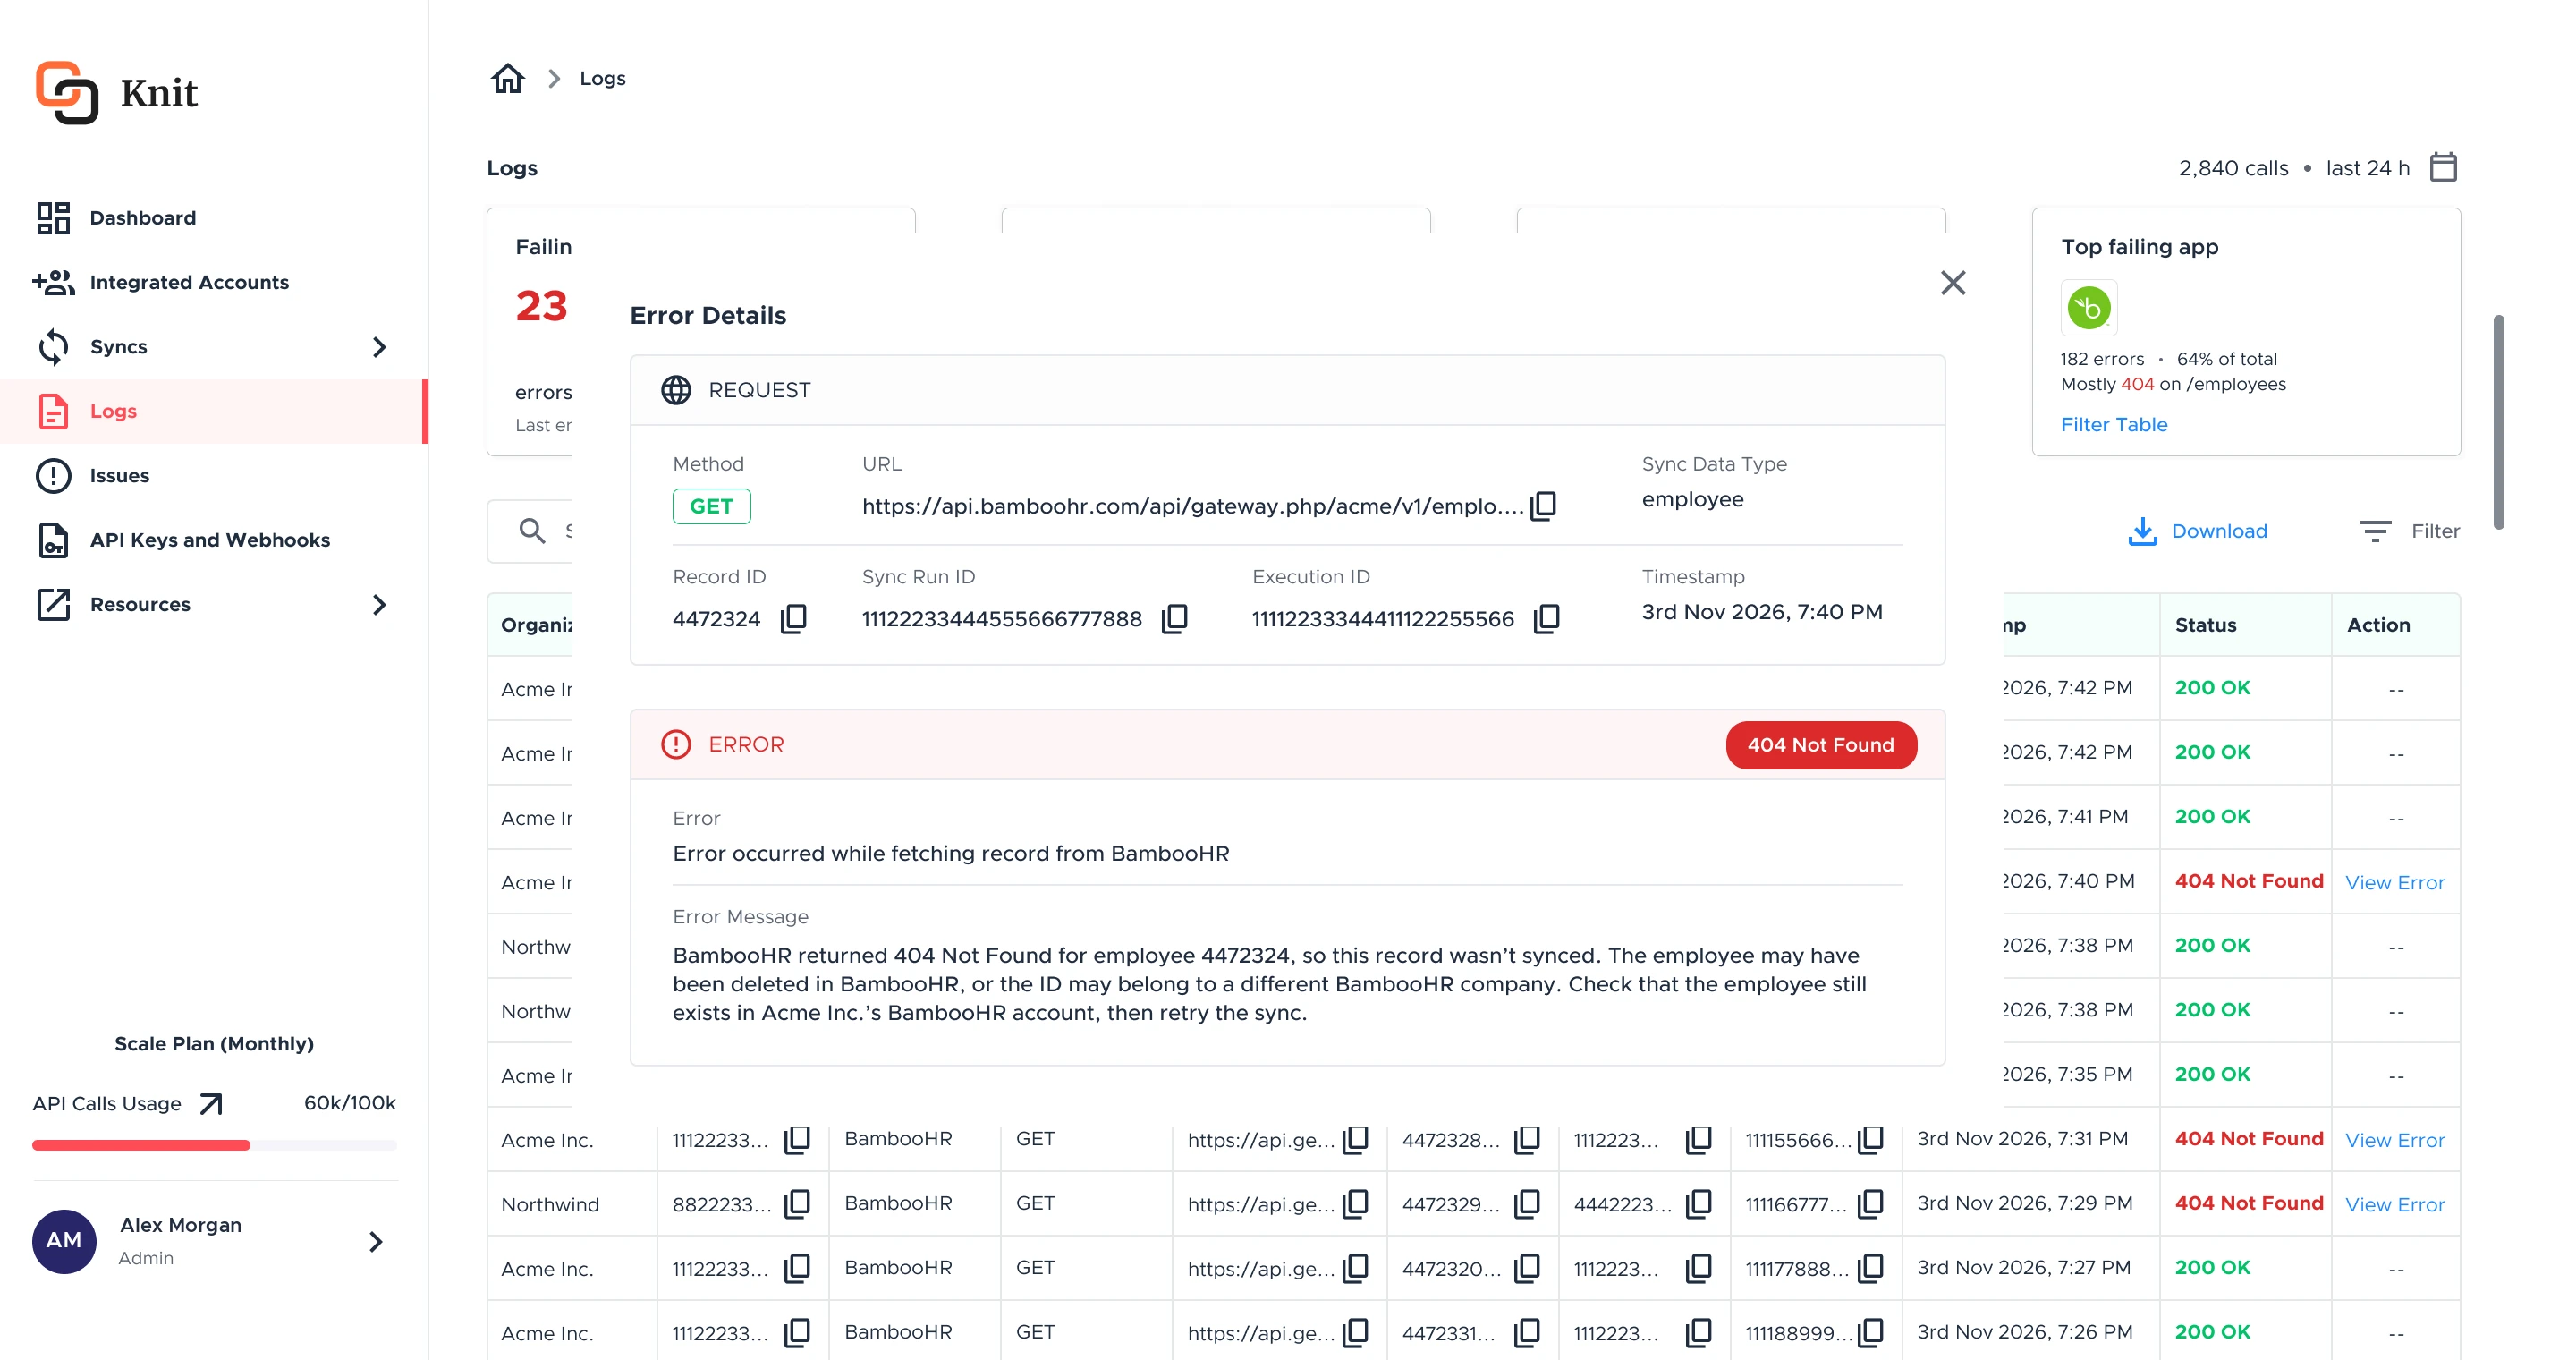 Knit
Dashboard
Integrated Accounts
Syncs
Logs
Issues
API Keys and Webhooks
Resources
Scale Plan (Monthly)
API Calls Usage 60k/100k
AM
Alex Morgan
Admin
Logs
Logs
2,840 calls • last 24 h
23
errors
Top failing app
182 errors • 64% of total
Mostly 404 on /employees
Filter Table
Download
Filter
Error Details
REQUEST
Method
GET
URL
https://api.bamboohr.com/api/gateway.php/acme/v1/emplo....
Sync Data Type
employee
Record ID
4472324
Sync Run ID
1112223344455566677788​8
Execution ID
11112233344411122255566
Timestamp
3rd Nov 2026, 7:40 PM
ERROR
404 Not Found
Error
Error occurred while fetching record from BambooHR
Error Message
BambooHR returned 404 Not Found for employee 4472324, so this record wasn’t synced. The employee may have
been deleted in BambooHR, or the ID may belong to a different BambooHR company. Check that the employee still
exists in Acme Inc.’s BambooHR account, then retry the sync.
Status Action
Acme 2026, 7:42 PM 200 OK --
Acme 2026, 7:42 PM 200 OK --
Acme 2026, 7:41 PM 200 OK --
Acme 2026, 7:40 PM 404 Not Found View Error
2026, 7:38 PM 200 OK --
2026, 7:38 PM 200 OK --
Acme 2026, 7:35 PM 200 OK --
Acme Inc. 11122233... BambooHR GET https://api.ge... 4472328... 1112223... 111155666... 3rd Nov 2026, 7:31 PM 404 Not Found View Error
Northwind 8822233... BambooHR GET https://api.ge... 4472329... 4442223... 111166777... 3rd Nov 2026, 7:29 PM 404 Not Found View Error
Acme Inc. 11122233... BambooHR GET https://api.ge... 4472320... 1112223... 111177888... 3rd Nov 2026, 7:27 PM 200 OK --
Acme Inc. 11122233... BambooHR GET https://api.ge... 4472331... 1112223... 111188999... 3rd Nov 2026, 7:26 PM 200 OK --